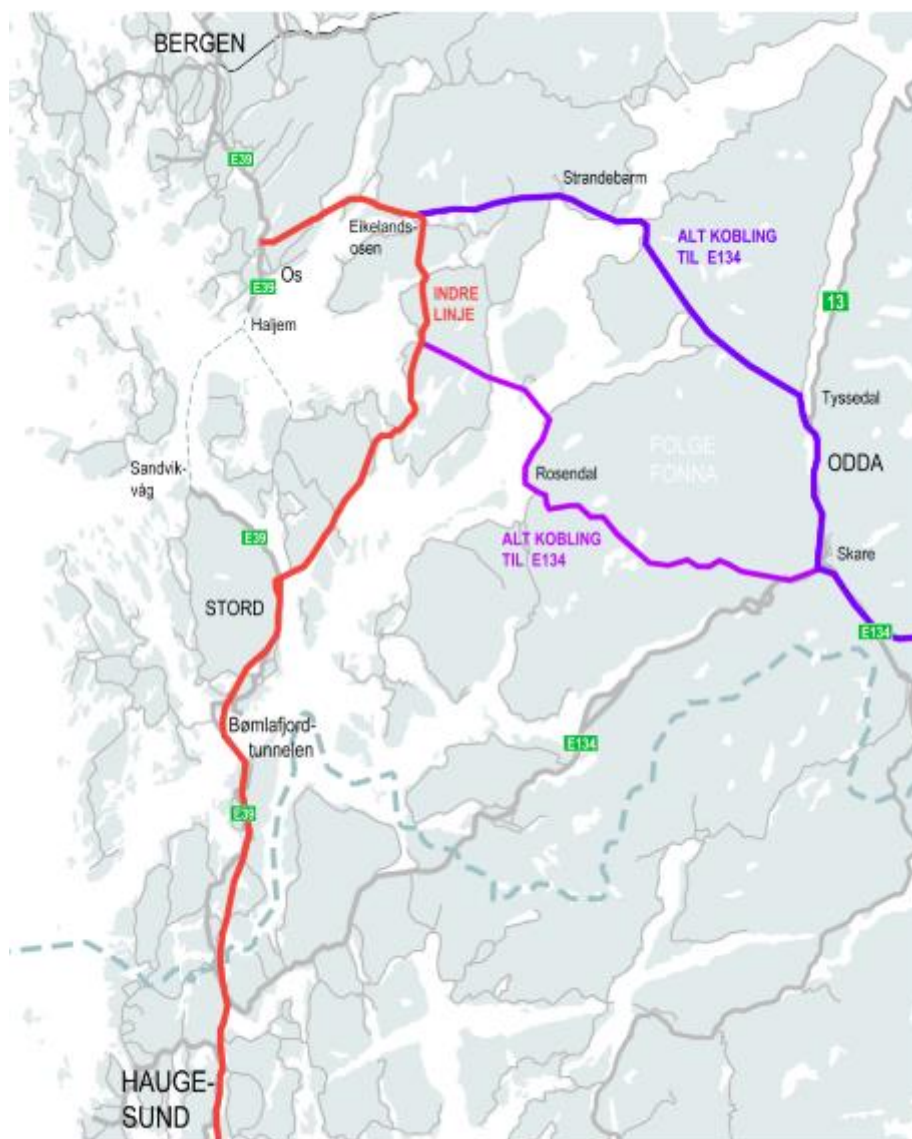 BERGEN
E39
Strandebarm
Eikelands-
osen
ALT KOBLING
TIL E134
Os
E39
INDRE
LINJE
13
Haljem
Tyssedal
FOLGE
FONNA
ODDA
Sandvik-
våg
Rosendal
E39
ALT KOBLING
TIL E134
Skare
STORD
E134
Bømlafjord-
tunnelen
E134
E39
HAUGE-
SUND